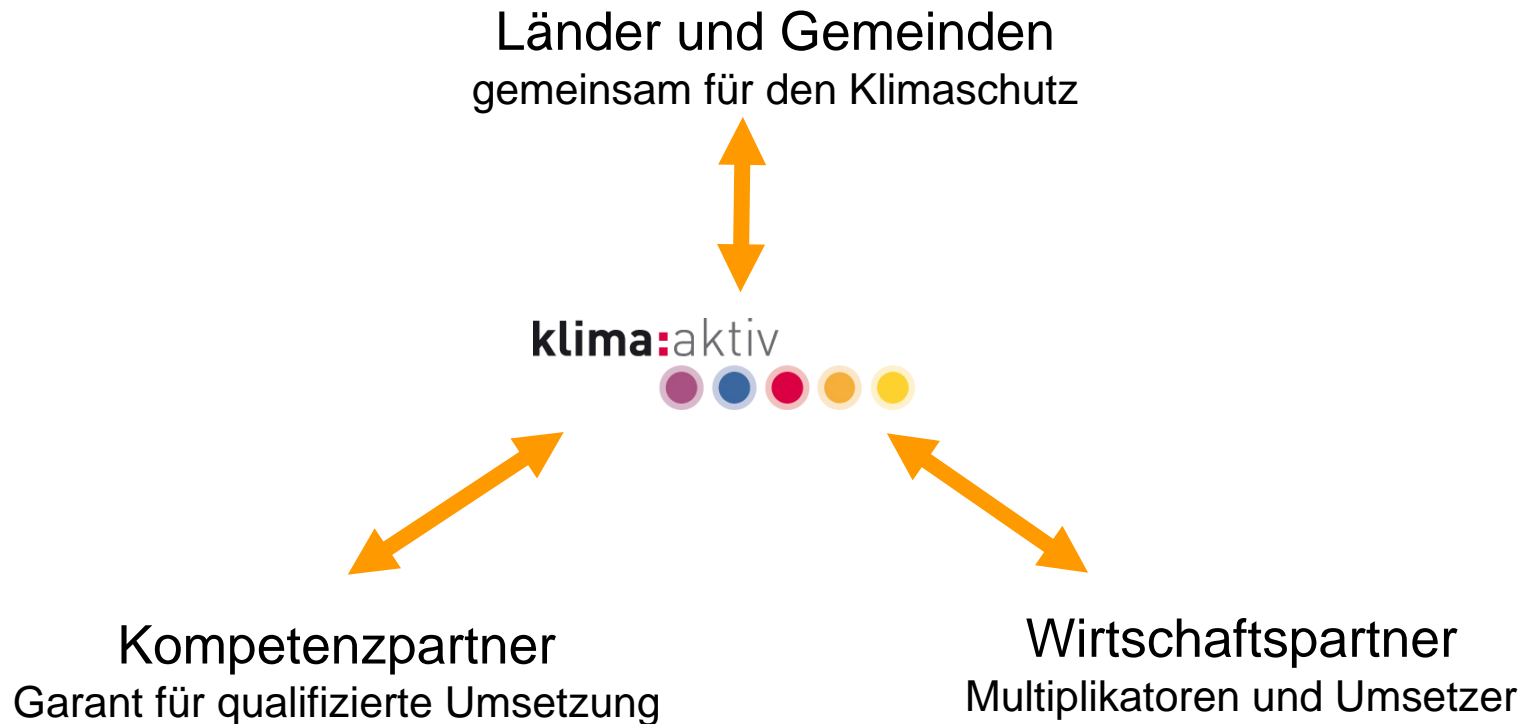 Länder und Gemeinden
gemeinsam für den Klimaschutz
klima:aktiv
Kompetenzpartner
Garant für qualifizierte Umsetzung
Wirtschaftspartner
Multiplikatoren und Umsetzer